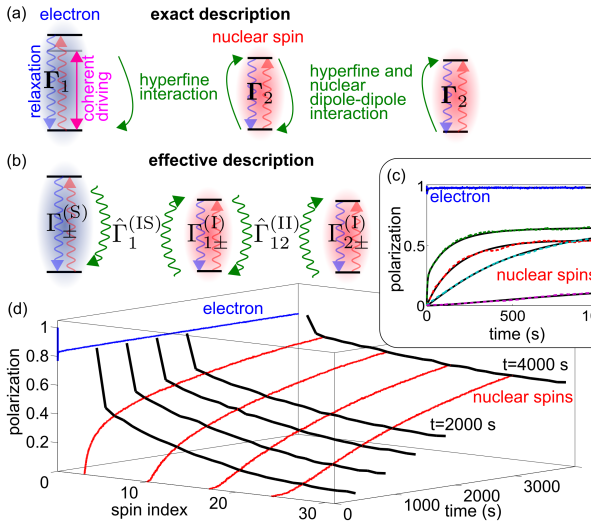 (a) exact description
electron
nuclear spin
relaxation
Γ1
coherent
driving
hyperfine
interaction
Γ2
hyperfine and
nuclear
dipole-dipole
interaction
Γ2
(b) effective description
Γ±(S)
Γ̂1(IS)
Γ1±(I)
Γ̂12(II)
Γ2±(I)
(c)
polarization
1
0.5
0
electron
nuclear spins
0 500 10
time (s)
(d)
polarization
1
0.8
0.6
0.4
0.2
0
electron
t=4000 s
nuclear spins
t=2000 s
10
20
30
spin index
0
1000
2000
3000
time (s)